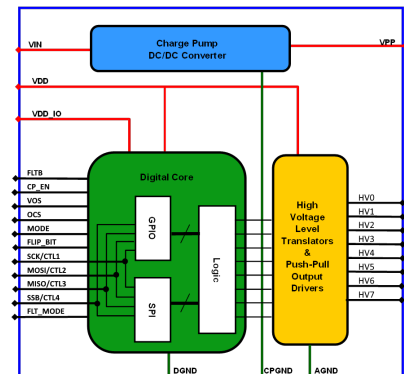 Charge Pump
DC/DC Converter
VIN
VPP
VDD
VDD_IO
FLTB
CP_EN
VOS
OCS
MODE
FLIP_BIT
SCK/CTL1
MOSI/CTL2
MISO/CTL3
SSB/CTL4
FLT_MODE
Digital Core
GPIO
SPI
Logic
High
Voltage
Level
Translators
&
Push-Pull
Output
Drivers
HV0
HV1
HV2
HV3
HV4
HV5
HV6
HV7
DGND
CPGND
AGND